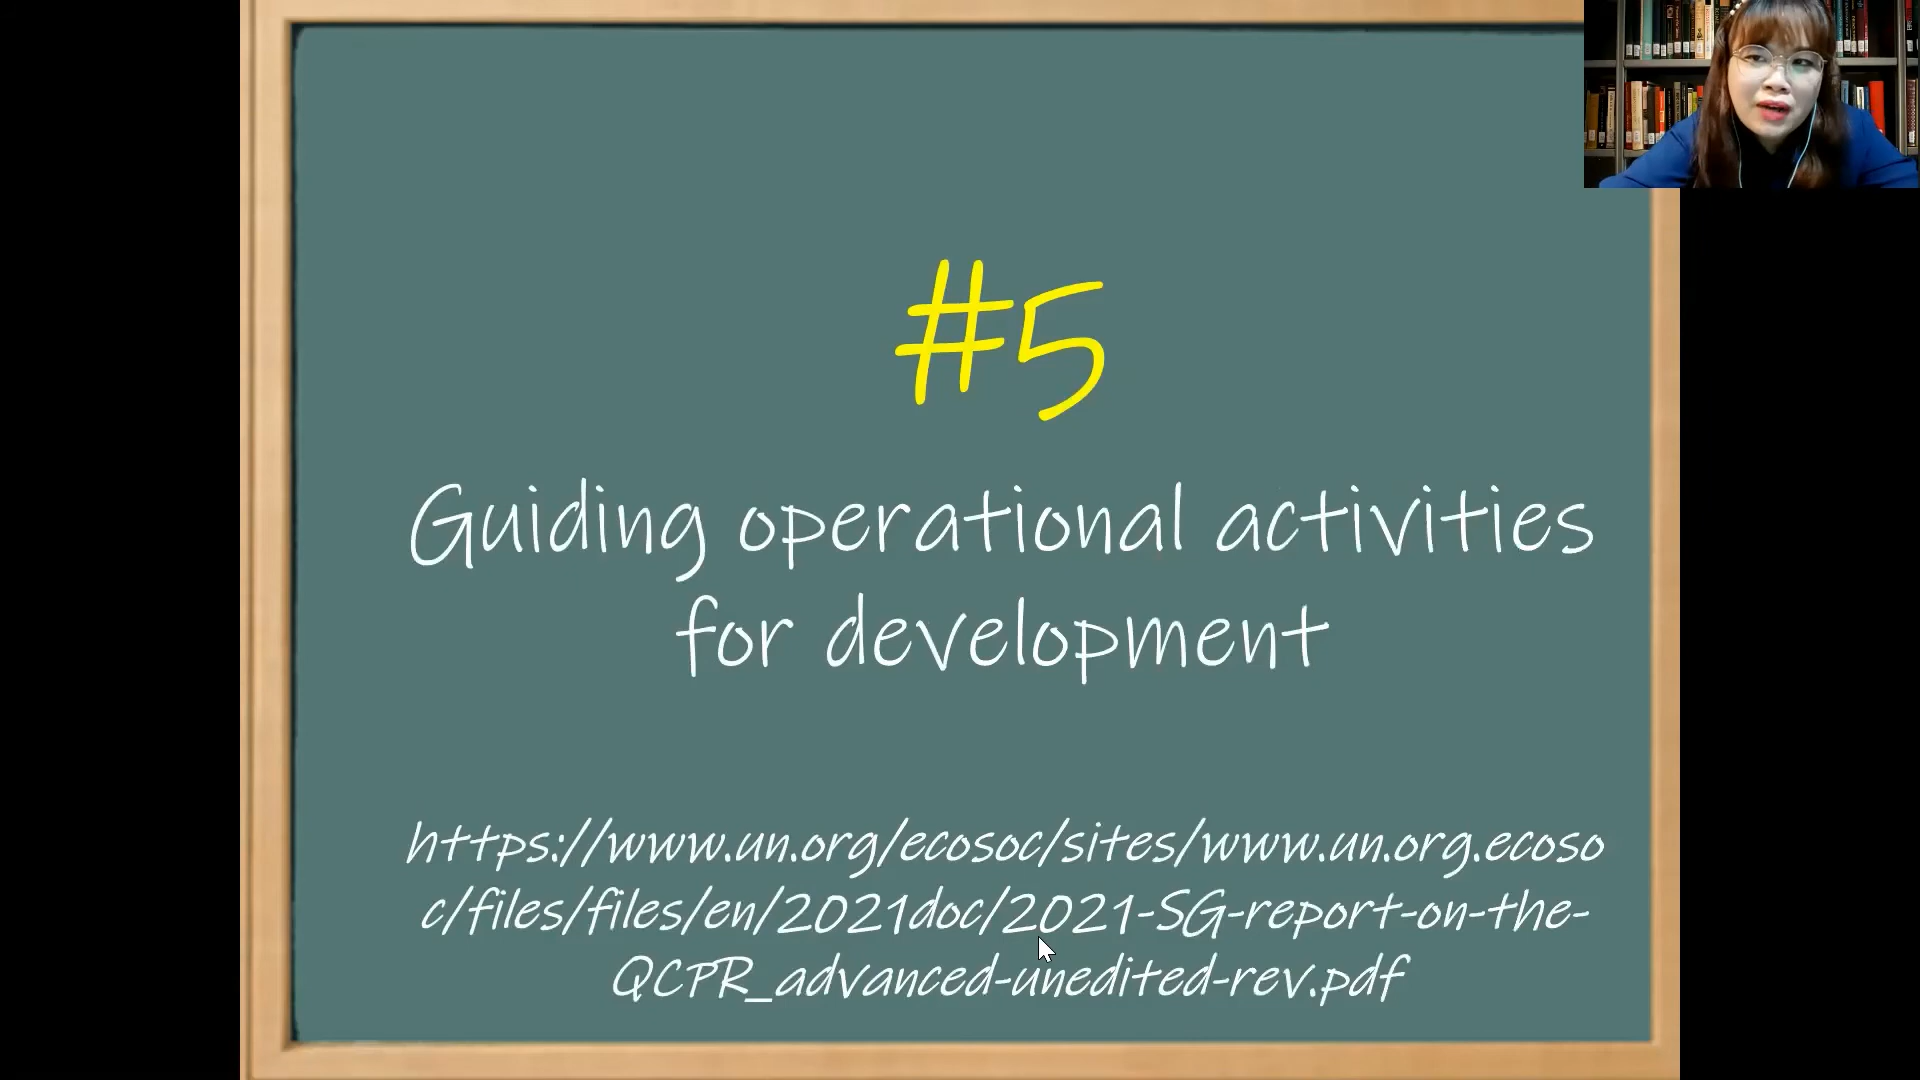 #5
Guiding operational activities
for development
https://www.un.org/ecosoc/sites/www.un.org.ecoso
c/files/files/en/2021doc/2021-SG-report-on-the-
QCPR_advanced-unedited-rev.pdf